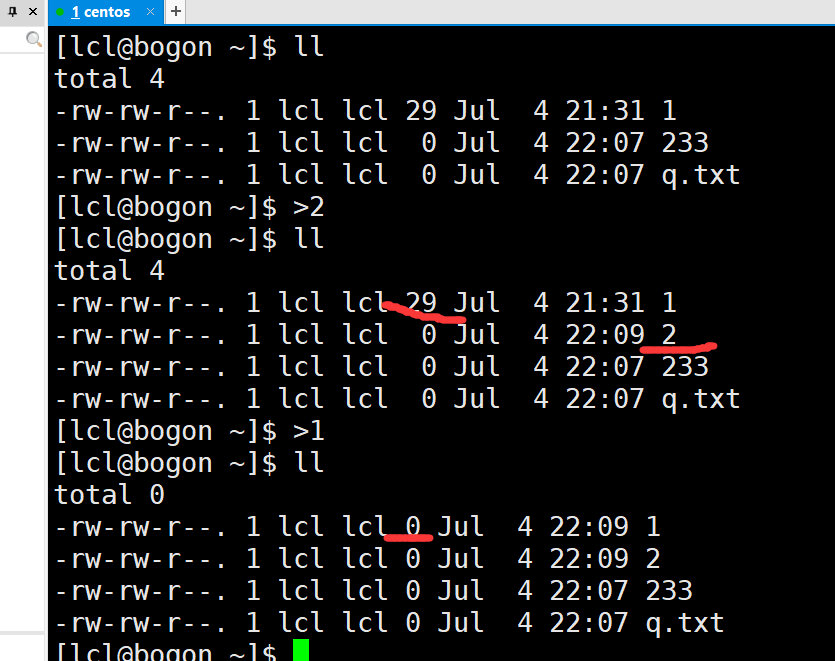 1 centos
[lcl@bogon ~]$ ll
total 4
-rw-rw-r--. 1 lcl lcl 29 Jul  4 21:31 1
-rw-rw-r--. 1 lcl lcl  0 Jul  4 22:07 233
-rw-rw-r--. 1 lcl lcl  0 Jul  4 22:07 q.txt
[lcl@bogon ~]$ >2
[lcl@bogon ~]$ ll
total 4
-rw-rw-r--. 1 lcl lcl 29 Jul  4 21:31 1
-rw-rw-r--. 1 lcl lcl  0 Jul  4 22:09 2
-rw-rw-r--. 1 lcl lcl  0 Jul  4 22:07 233
-rw-rw-r--. 1 lcl lcl  0 Jul  4 22:07 q.txt
[lcl@bogon ~]$ >1
[lcl@bogon ~]$ ll
total 0
-rw-rw-r--. 1 lcl lcl 0 Jul  4 22:09 1
-rw-rw-r--. 1 lcl lcl 0 Jul  4 22:09 2
-rw-rw-r--. 1 lcl lcl 0 Jul  4 22:07 233
-rw-rw-r--. 1 lcl lcl 0 Jul  4 22:07 q.txt
[lcl@bogon ~]$